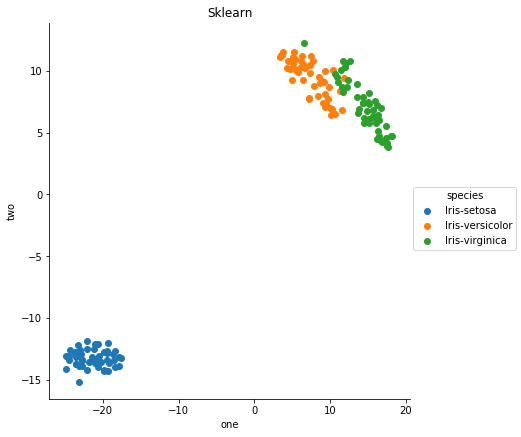 Sklearn
10
5
0
−5
−10
−15
two
−20
−10
0
10
20
one
species
Iris-setosa
Iris-versicolor
Iris-virginica